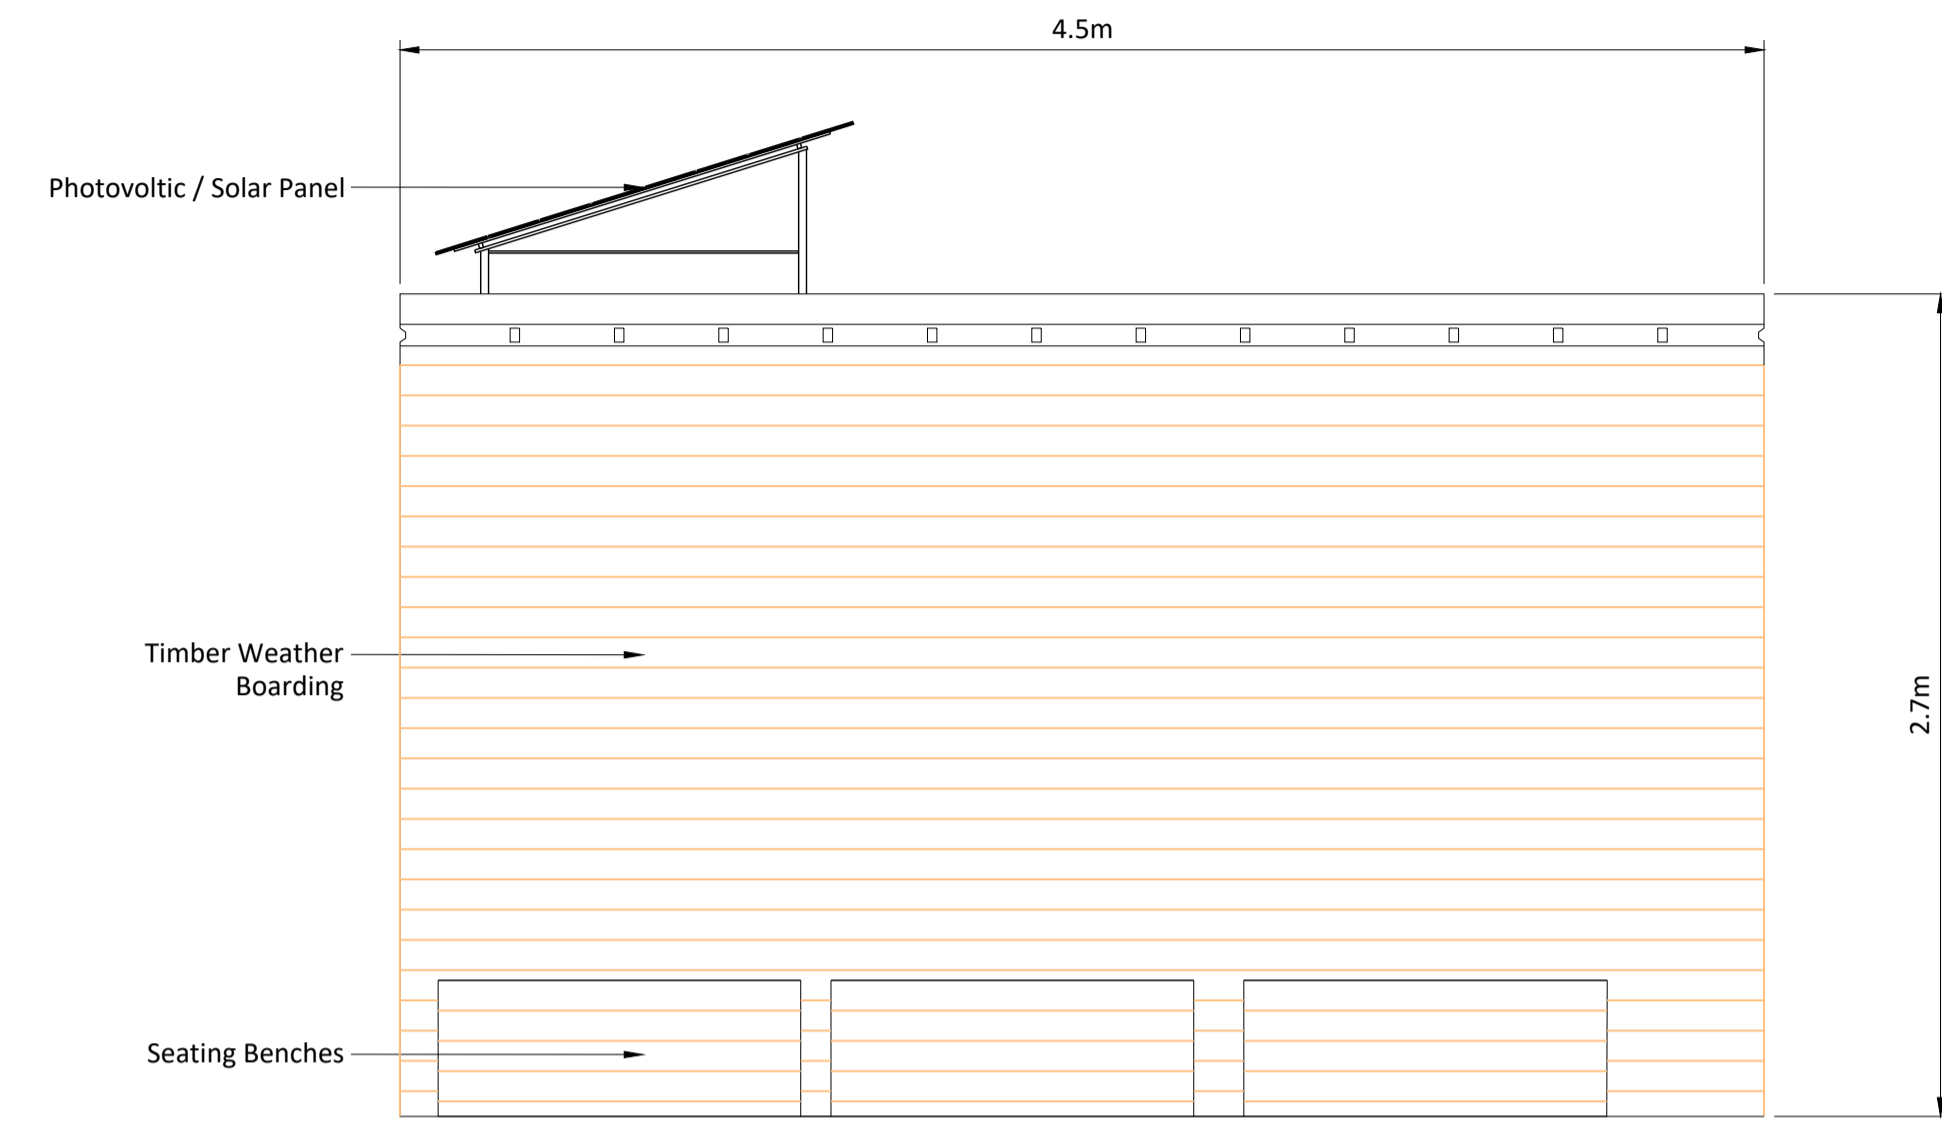 4.5m
Photovoltic / Solar Panel
Timber Weather
Boarding
2.7m
Seating Benches